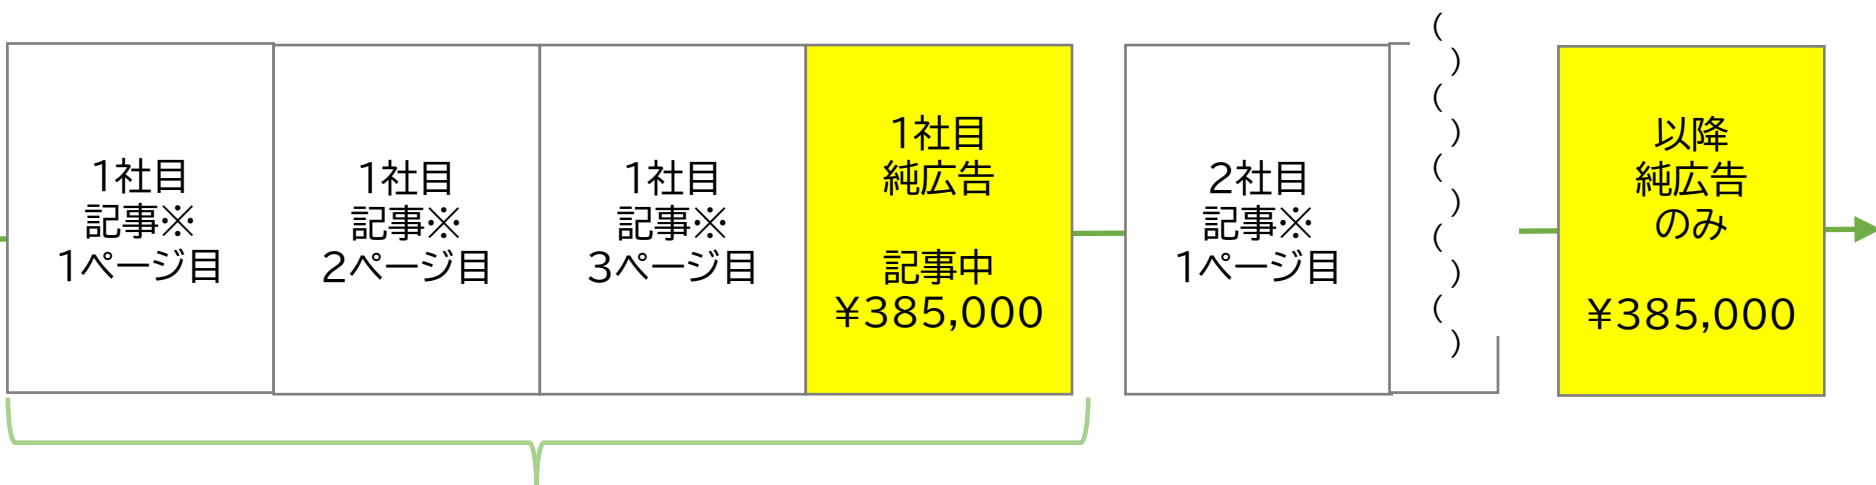 1社目
記事※
1ページ目
1社目
記事※
2ページ目
1社目
記事※
3ページ目
1社目
純広告
記事中
¥385,000
2社目
記事※
1ページ目
(
)
(
)
(
)
(
)
(
)
以降
純広告
のみ
¥385,000